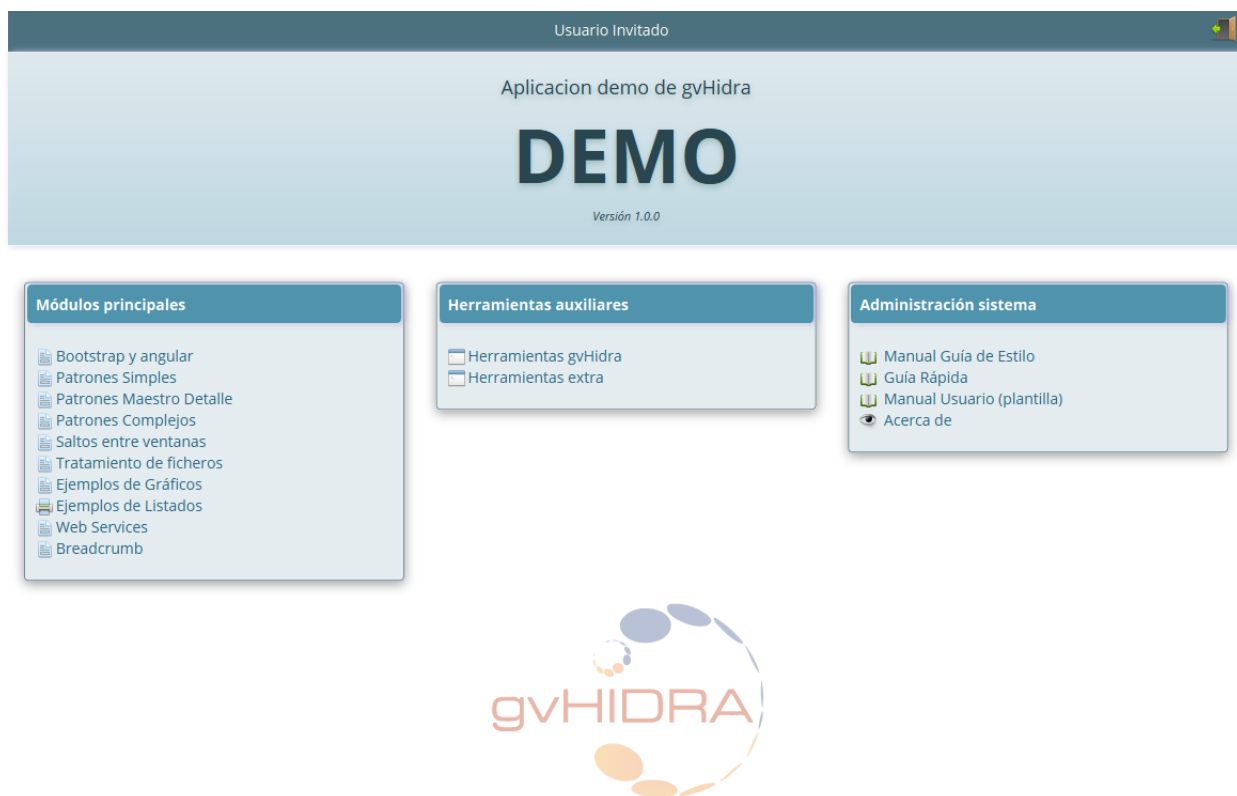 Usuario Invitado
Aplicacion demo de gvHidra
DEMO
Versión 1.0.0
Módulos principales
Bootstrap y angular
Patrones Simples
Patrones Maestro Detalle
Patrones Complejos
Saltos entre ventanas
Tratamiento de ficheros
Ejemplos de Gráficos
Ejemplos de Listados
Web Services
Breadcrumb
Herramientas auxiliares
Herramientas gvHidra
Herramientas extra
Administración sistema
Manual Guía de Estilo
Guía Rápida
Manual Usuario (plantilla)
Acerca de
gvHIDRA